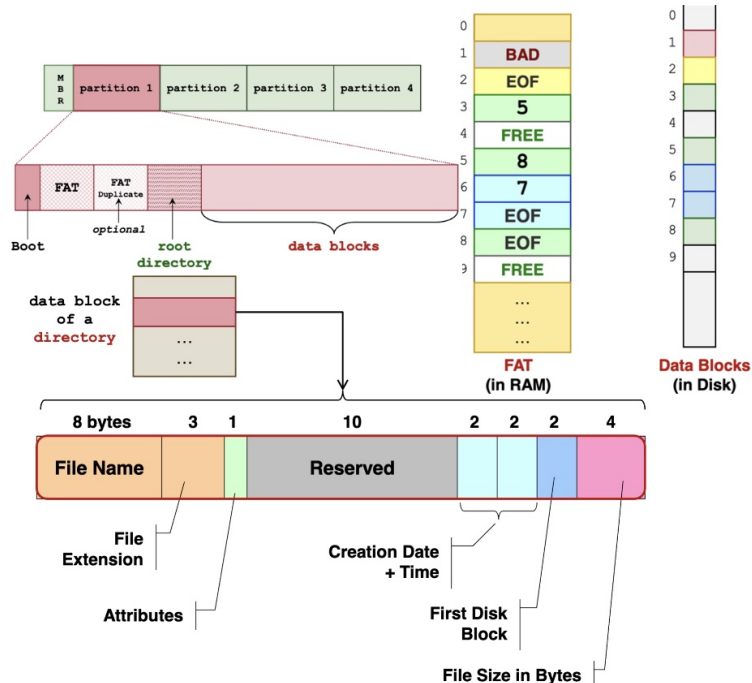 M
B
R
partition 1
partition 2
partition 3
partition 4
FAT
FAT
Duplicate
optional
Boot
root
directory
data blocks
data block
of a
directory
...
...
0
1
2
3
4
5
6
7
8
9
BAD
EOF
5
FREE
8
7
EOF
EOF
FREE
...
...
...
FAT
(in RAM)
0
1
2
3
4
5
6
7
8
9
Data Blocks
(in Disk)
8 bytes 3 1 10 2 2 2 4
File Name
Reserved
File
Extension
Attributes
Creation Date
+ Time
First Disk
Block
File Size in Bytes